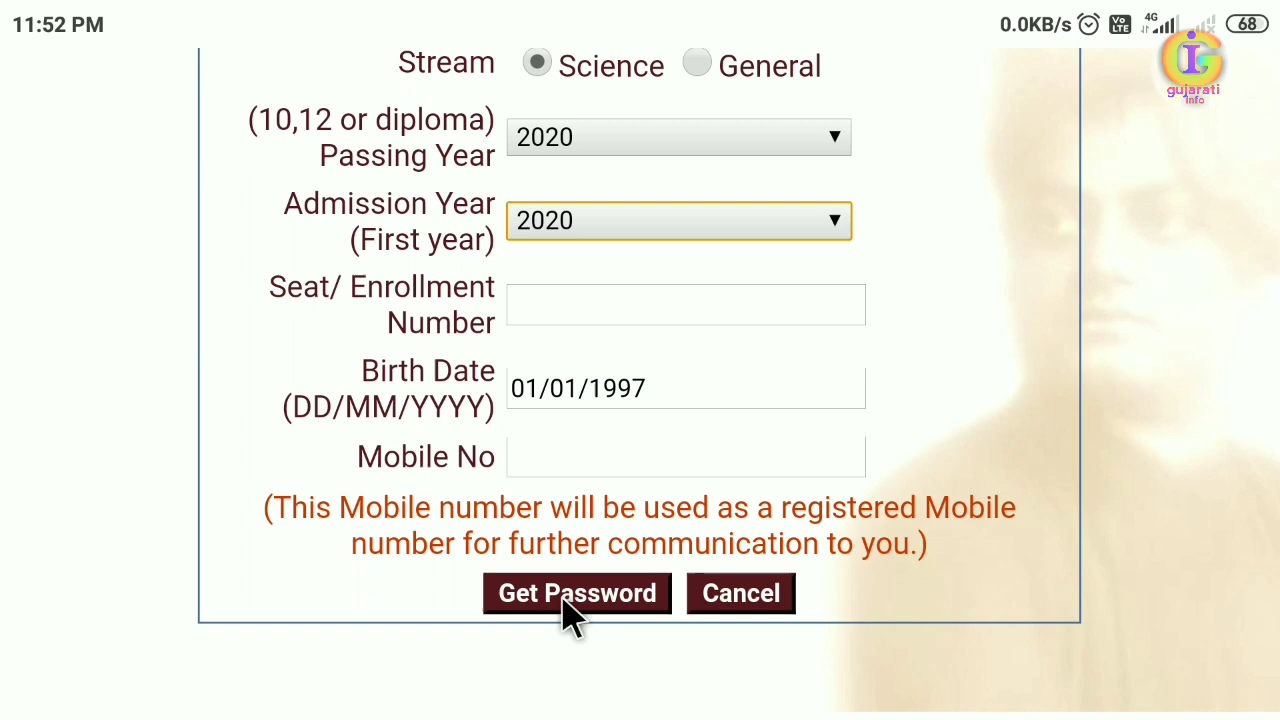 11:52 PM
0.0KB/s Vo LTE 4G 68
gujarati
info
Stream Science General
(10,12 or diploma)
Passing Year 2020
Admission Year
(First year) 2020
Seat/ Enrollment
Number
Birth Date
(DD/MM/YYYY) 01/01/1997
Mobile No
(This Mobile number will be used as a registered Mobile
number for further communication to you.)
Get Password Cancel